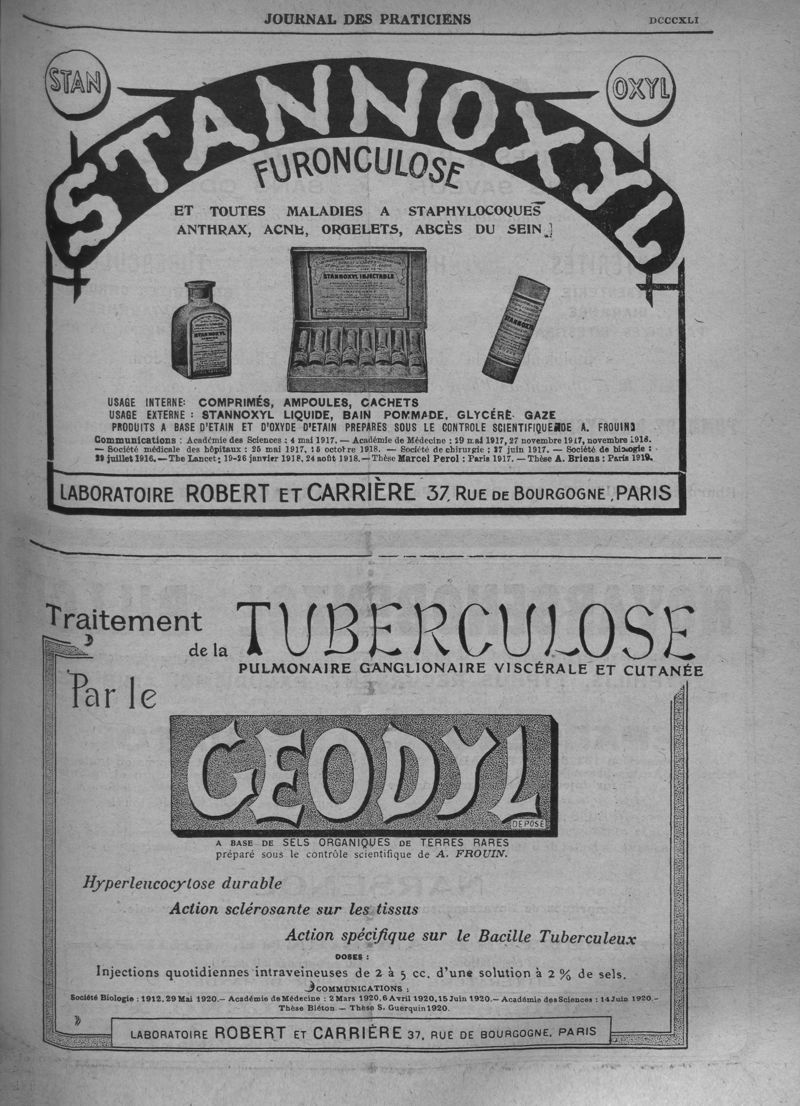 JOURNAL DES PRATICIENS
DCCCXLI
STAN
OXYL
STANNOXYL
FURONCULOSE
ET TOUTES MALADIES A STAPHYLOCOQUES
ANTHRAX, ACNE, ORGELETS, ABCÈS DU SEIN
STANNOXYL INJECTABLE
STANNOXYL
STANNOXYL
USAGE INTERNE: COMPRIMÉS, AMPOULES, CACHETS
USAGE EXTERNE : STANNOXYL LIQUIDE, BAIN POMMADE, GLYCÉRÉ GAZE
PRODUITS A BASE D'ETAIN ET D'OXYDE D'ETAIN PREPARES SOUS LE CONTROLE SCIENTIFIQUE DE A. FROUIN
Communications : Académie des Sciences : 4 mai 1917. — Académie de Médecine : 29 mai 1917, 27 novembre 1917, novembre 1918.
— Société médicale des hôpitaux : 25 mai 1917, 15 octobre 1918. — Société de chirurgie : 27 juin 1917. — Société de biologie :
29 juillet 1916. — The Lancet : 19-26 janvier 1918, 24 août 1918. — Thèse Marcel Perol : Paris 1917. — Thèse A. Briens : Paris 1919.
LABORATOIRE ROBERT ET CARRIÈRE 37, RUE DE BOURGOGNE, PARIS
Traitement
de la TUBERCULOSE
PULMONAIRE GANGLIONAIRE VISCÉRALE ET CUTANÉE
Par le
GEODYL
DEPOSÉ
A BASE DE SELS ORGANIQUES DE TERRES RARES
préparé sous le contrôle scientifique de A. FROUIN.
Hyperleucocytose durable
Action sclérosante sur les tissus
Action spécifique sur le Bacille Tuberculeux
DOSES :
Injections quotidiennes intraveineuses de 2 à 5 cc. d'une solution à 2 % de sels.
COMMUNICATIONS :
Société Biologie : 1912, 29 Mai 1920. — Académie de Médecine : 2 Mars 1920, 6 Avril 1920, 15 Juin 1920. — Académie des Sciences : 14 Juin 1920. —
Thèse Biéton — Thèse S. Guerquin 1920.
LABORATOIRE ROBERT ET CARRIÈRE 37, RUE DE BOURGOGNE, PARIS